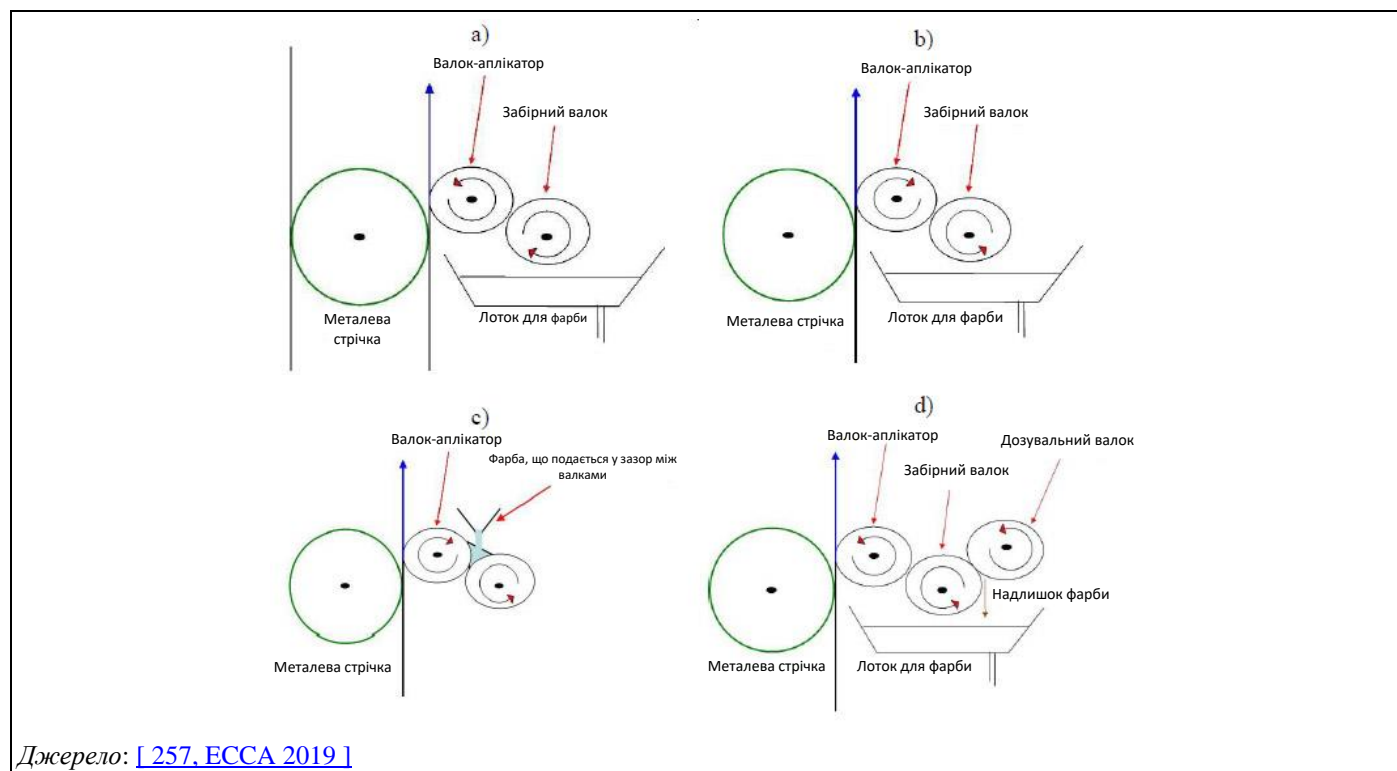 a)
Валок-аплікатор
Забірний валок
Металева
стрічка
Лоток для фарби
b)
Валок-аплікатор
Забірний валок
Металева стрічка
Лоток для фарби
c)
Валок-аплікатор
Фарба, що подається у зазор між
валками
Металева стрічка
d)
Валок-аплікатор
Дозувальний валок
Забірний валок
Надлишок фарби
Металева стрічка
Лоток для фарби
Джерело: [ 257, ECCA 2019 ]